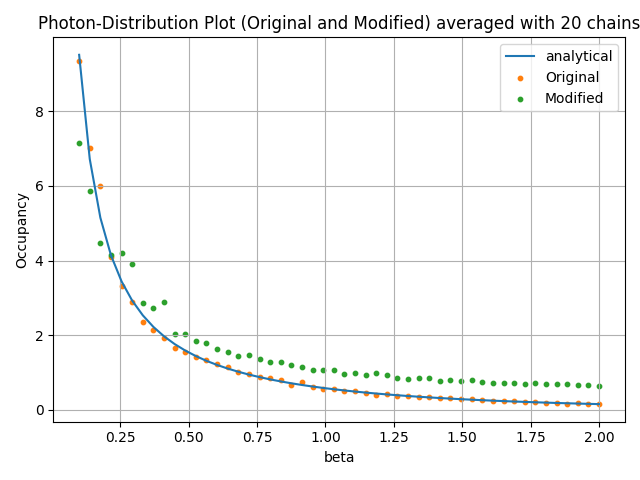 Photon-Distribution Plot (Original and Modified) averaged with 20 chains
analytical
Original
Modified
Occupancy
8
6
4
2
0
0.25 0.50 0.75 1.00 1.25 1.50 1.75 2.00
beta